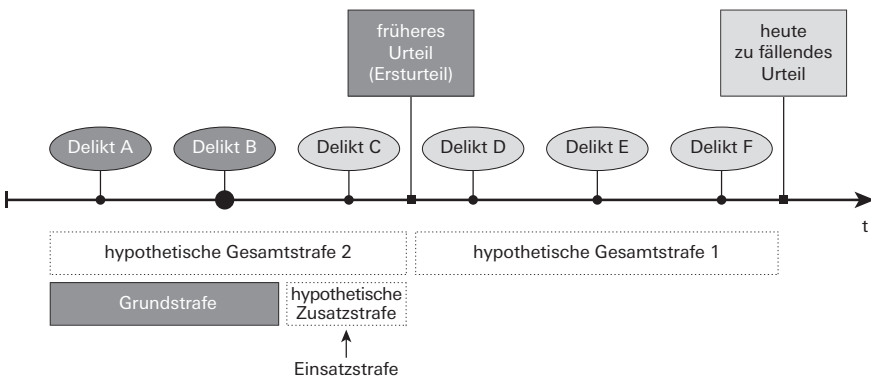 früheres
Urteil
(Ersturteil)
heute
zu fällendes
Urteil
Delikt A
Delikt B
Delikt C
Delikt D
Delikt E
Delikt F
t
hypothetische Gesamtstrafe 2
hypothetische Gesamtstrafe 1
Grundstrafe
hypothetische
Zusatzstrafe
Einsatzstrafe